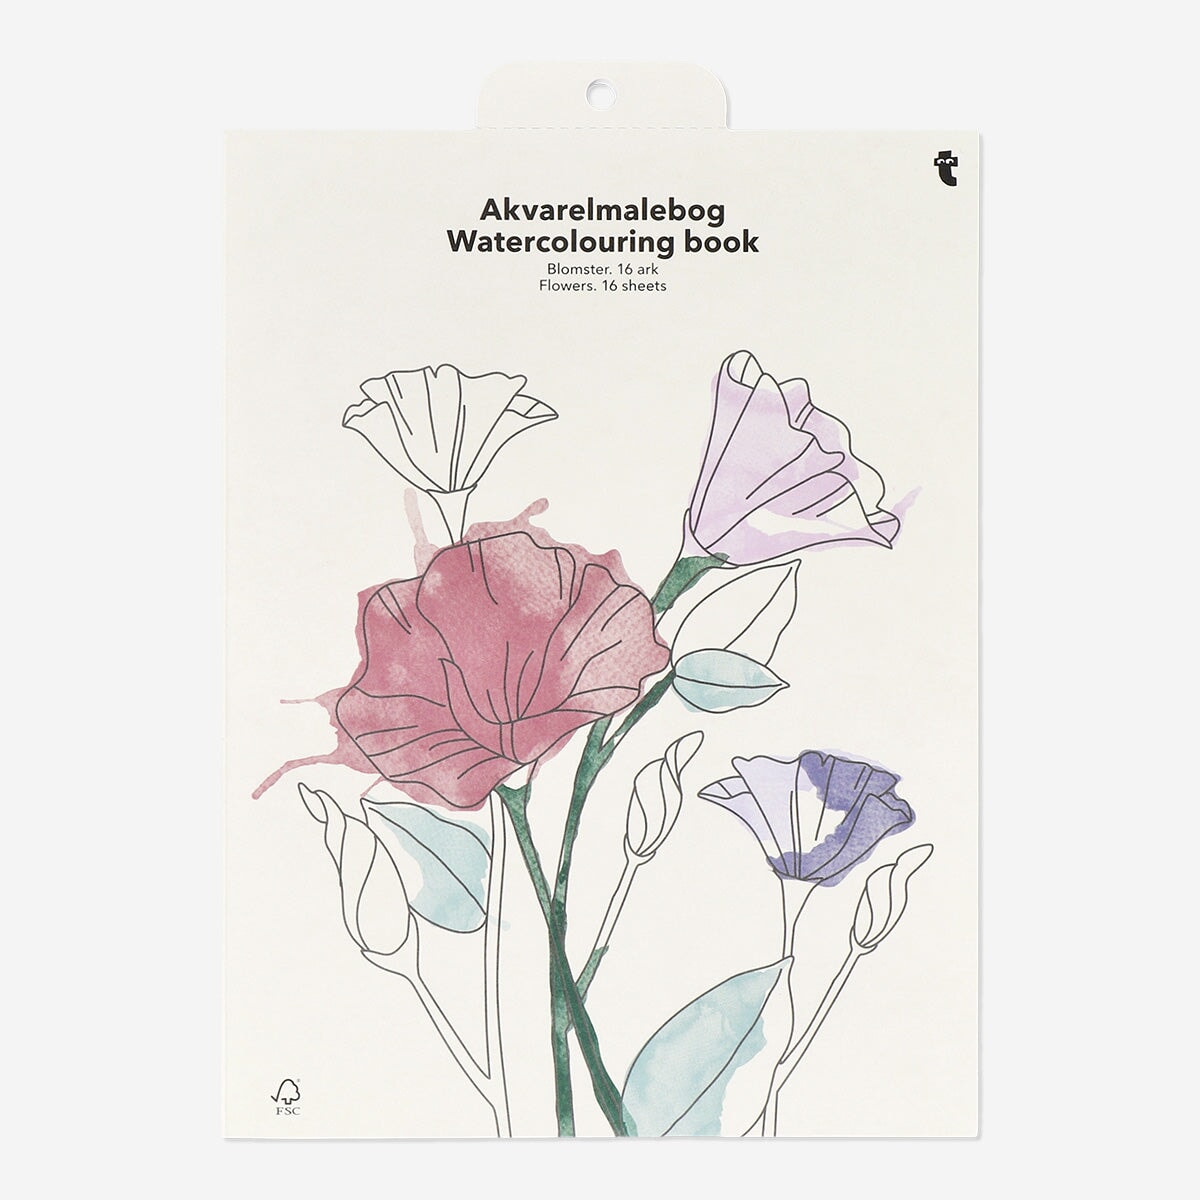 Akvarelmalebog
Watercolouring book
Blomster. 16 ark
Flowers. 16 sheets
FSC